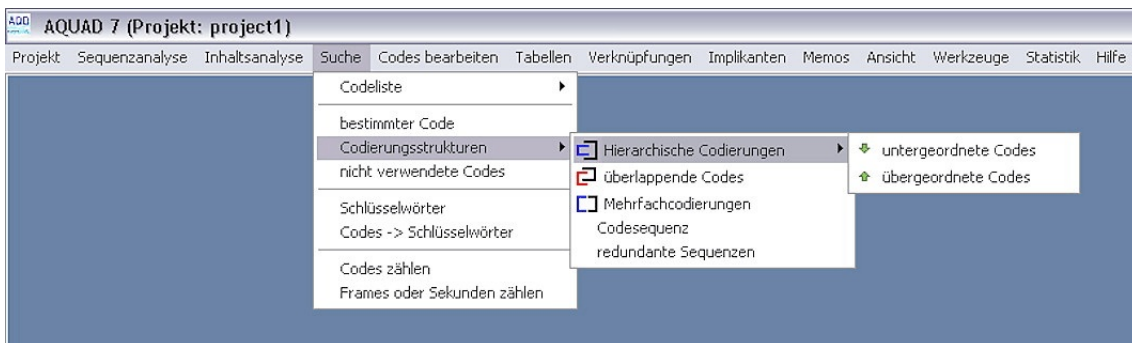 AQUAD 7 (Projekt: project1)
Projekt Sequenzanalyse Inhaltsanalyse Suche Codes bearbeiten Tabellen Verknüpfungen Implikanten Memos Ansicht Werkzeuge Statistik Hilfe
Codeliste
bestimmter Code
Codierungsstrukturen
nicht verwendete Codes
Schlüsselwörter
Codes -> Schlüsselwörter
Codes zählen
Frames oder Sekunden zählen
Hierarchische Codierungen
überlappende Codes
Mehrfachcodierungen
Codesequenz
redundante Sequenzen
untergeordnete Codes
übergeordnete Codes